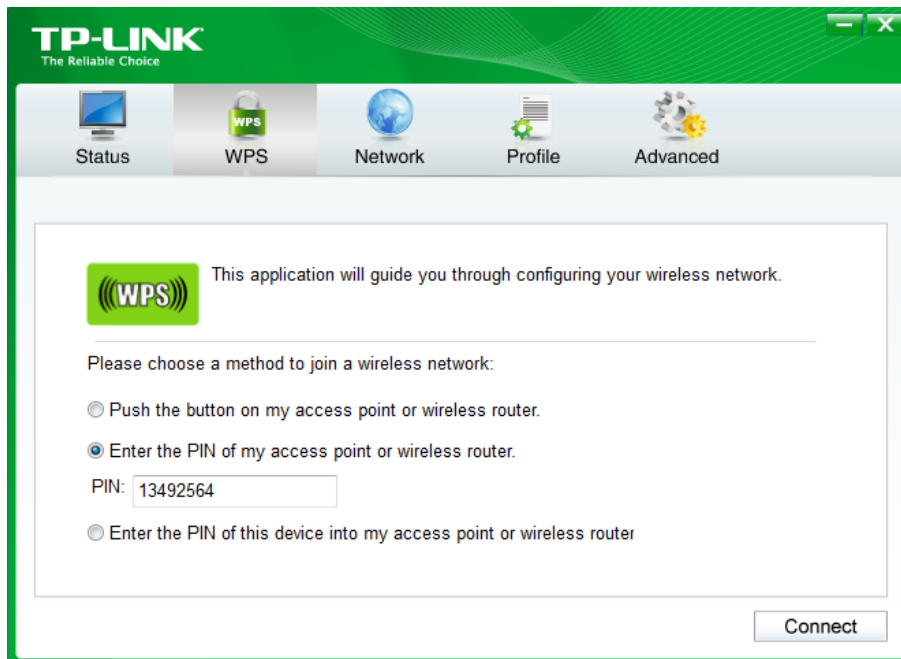 TP-LINK
The Reliable Choice
WPS
Status WPS Network Profile Advanced
WPS
This application will guide you through configuring your wireless network.
Please choose a method to join a wireless network:
Push the button on my access point or wireless router.
Enter the PIN of my access point or wireless router.
PIN: 13492564
Enter the PIN of this device into my access point or wireless router
Connect